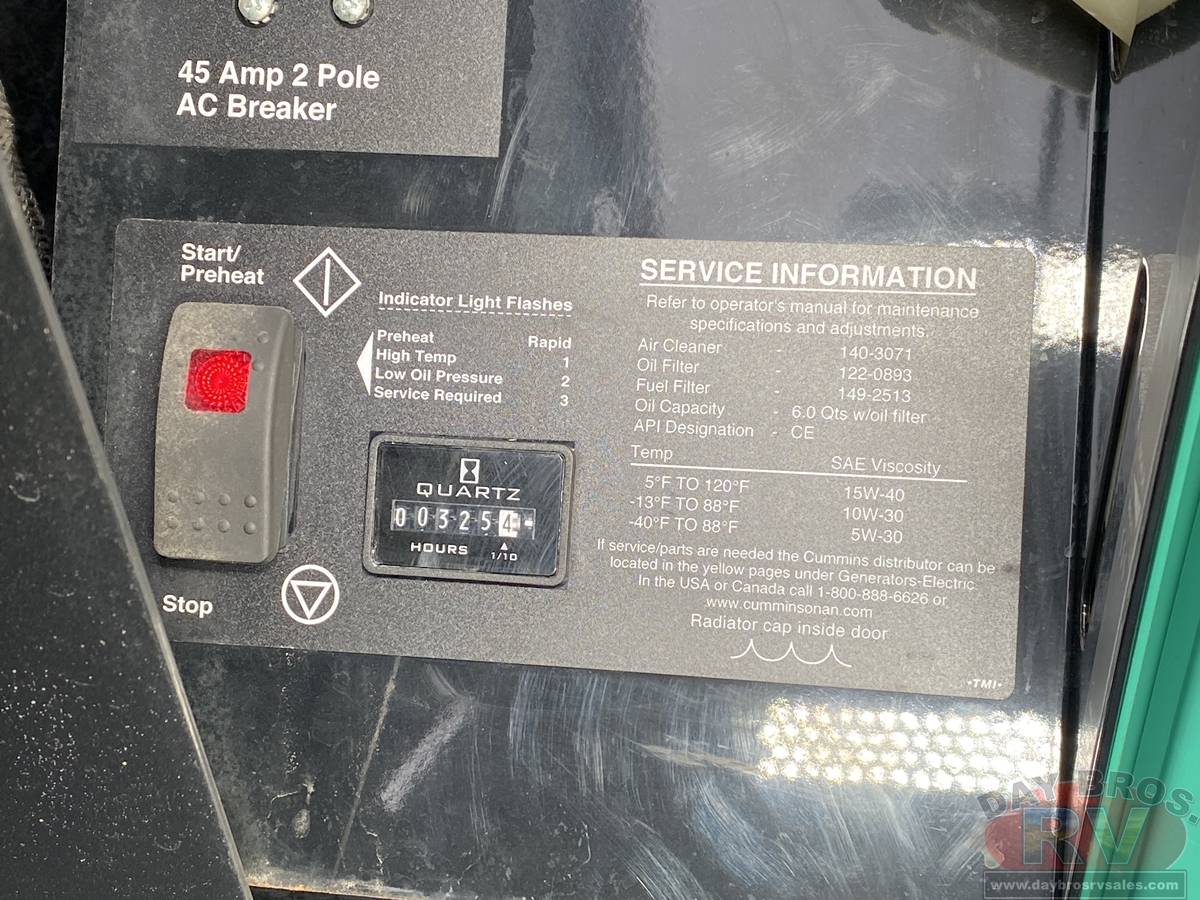 45 Amp 2 Pole
AC Breaker
Start/
Preheat
Indicator Light Flashes
Preheat Rapid
High Temp 1
Low Oil Pressure 2
Service Required 3
QUARTZ
003254
HOURS 1/10
Stop
SERVICE INFORMATION
Refer to operator's manual for maintenance
specifications and adjustments.
Air Cleaner - 140-3071
Oil Filter - 122-0893
Fuel Filter - 149-2513
Oil Capacity - 6.0 Qts w/oil filter
API Designation - CE
Temp SAE Viscosity
5°F TO 120°F 15W-40
-13°F TO 88°F 10W-30
-40°F TO 88°F 5W-30
If service/parts are needed the Cummins distributor can be
located in the yellow pages under Generators-Electric.
In the USA or Canada call 1-800-888-6626 or
www.cumminsonan.com
Radiator cap inside door
•TMI•
DAY BROS.
RV
www.daybrosrvsales.com